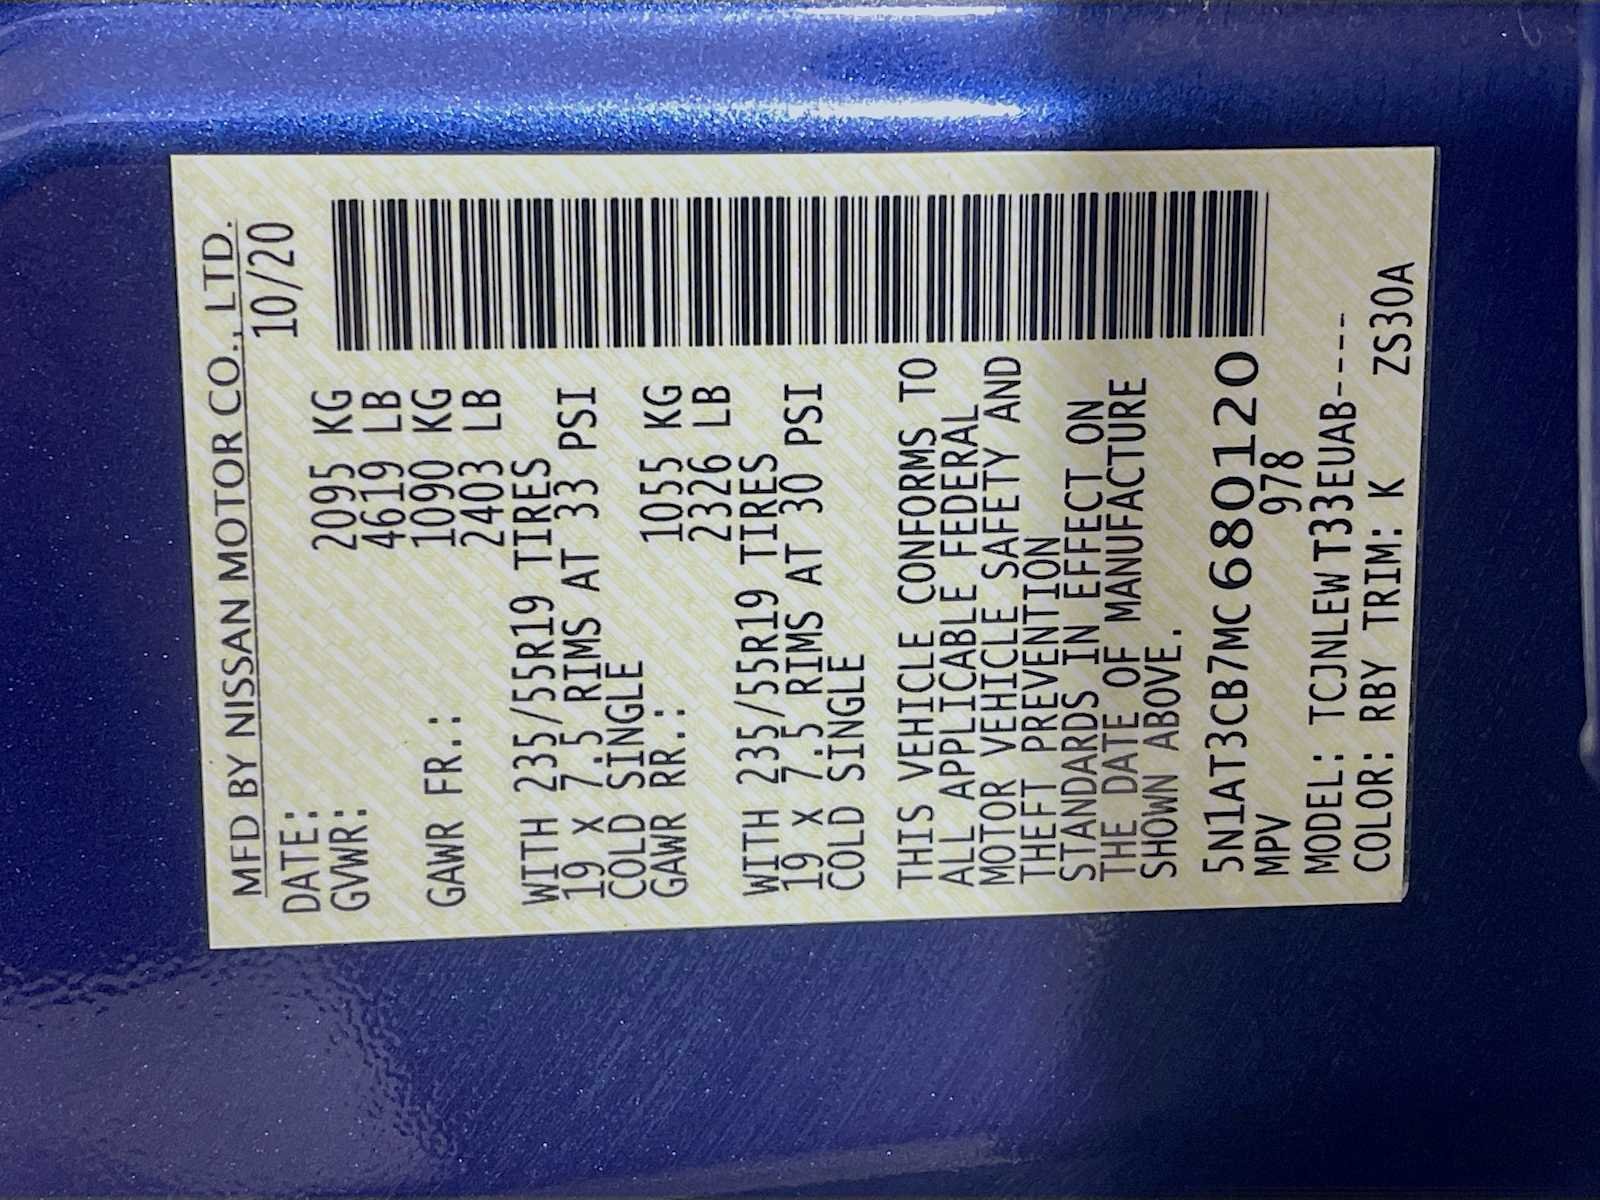 MFD BY NISSAN MOTOR CO., LTD.
DATE: 10/20
GVWR: 2095 KG
4619 LB
GAWR FR.: 1090 KG
2403 LB
WITH 235/55R19 TIRES
19 X 7.5 RIMS AT 33 PSI
COLD SINGLE
GAWR RR.: 1055 KG
2326 LB
WITH 235/55R19 TIRES
19 X 7.5 RIMS AT 30 PSI
COLD SINGLE
THIS VEHICLE CONFORMS TO
ALL APPLICABLE FEDERAL
MOTOR VEHICLE SAFETY AND
THEFT PREVENTION
STANDARDS IN EFFECT ON
THE DATE OF MANUFACTURE
SHOWN ABOVE.
5N1AT3CB7MC680120
MPV 978
MODEL: TCJNLEWT33EUAB----
COLOR: RBY TRIM: K ZS30A